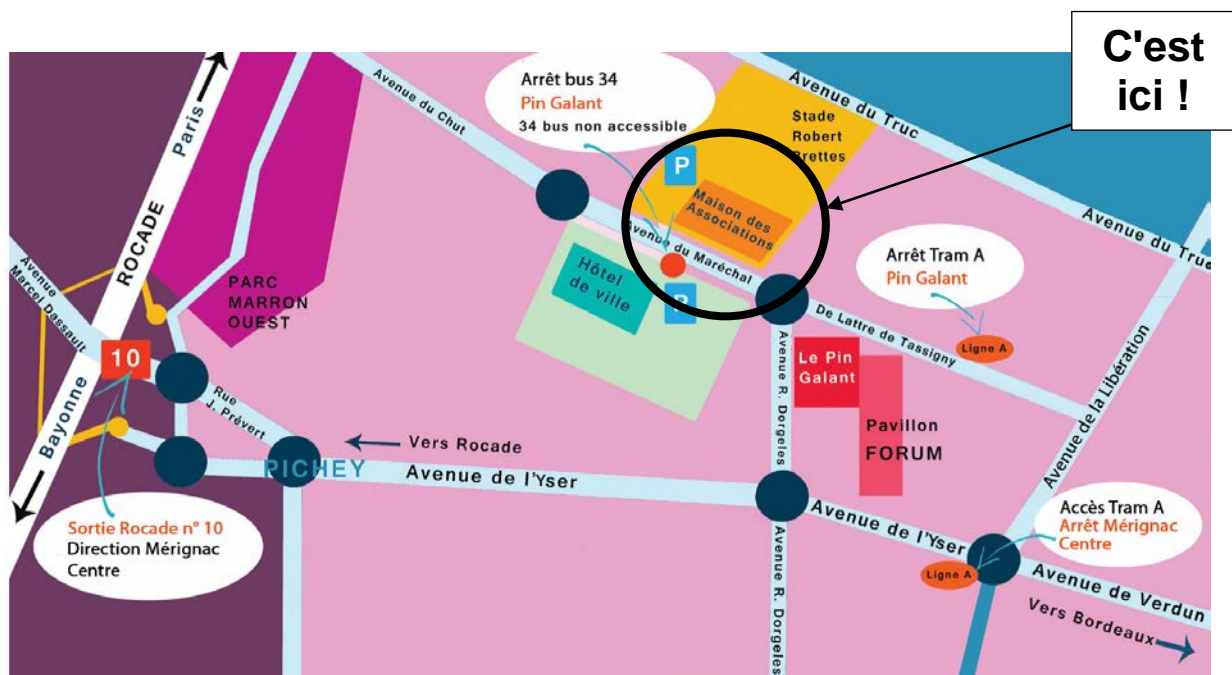 C'est
ici !
Arrêt bus 34
Pin Galant
34 bus non accessible
Avenue du Truc
Stade
Robert
Brettes
P
Maison des
Associations
Avenue du Chut
Avenue du Maréchal
Hôtel
de ville
P
Arrêt Tram A
Pin Galant
Ligne A
Avenue du Truc
De Lattre de Tassigny
Avenue de la Libération
Paris
ROCADE
PARC
MARRON
OUEST
Avenue
Marcel Dassault
10
Bayonne
Rue
J. Prévert
Le Pin
Galant
Avenue R. Dorgeles
Pavillon
FORUM
Vers Rocade
PICHEY
Avenue de l'Yser
Avenue de l'Yser
Sortie Rocade n° 10
Direction Mérignac
Centre
Accès Tram A
Arrêt Mérignac
Centre
Ligne A
Avenue R. Dorgeles
Avenue de Verdun
Vers Bordeaux